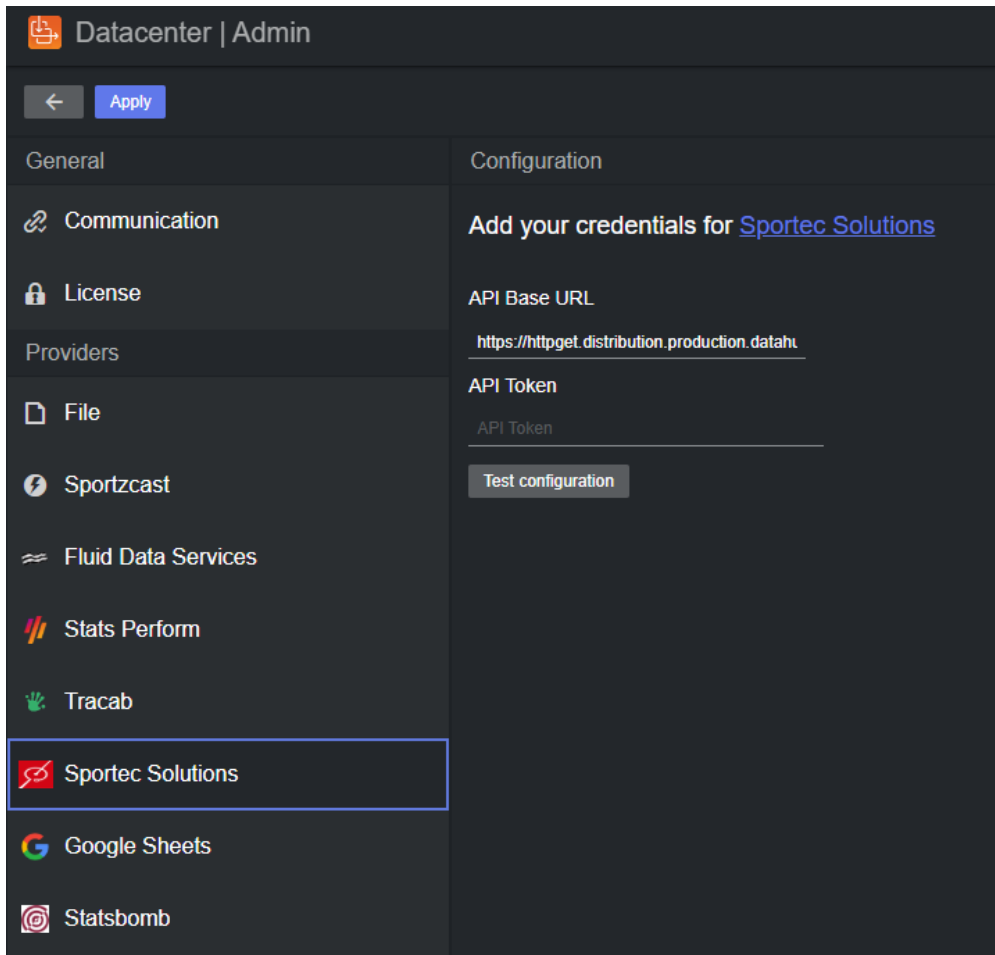 Datacenter | Admin
Apply
General
Communication
License
Providers
File
Sportzcast
Fluid Data Services
Stats Perform
Tracab
Sportec Solutions
Google Sheets
Statsbomb
Configuration
Add your credentials for Sportec Solutions
API Base URL
https://httpget.distribution.production.datahu
API Token
API Token
Test configuration